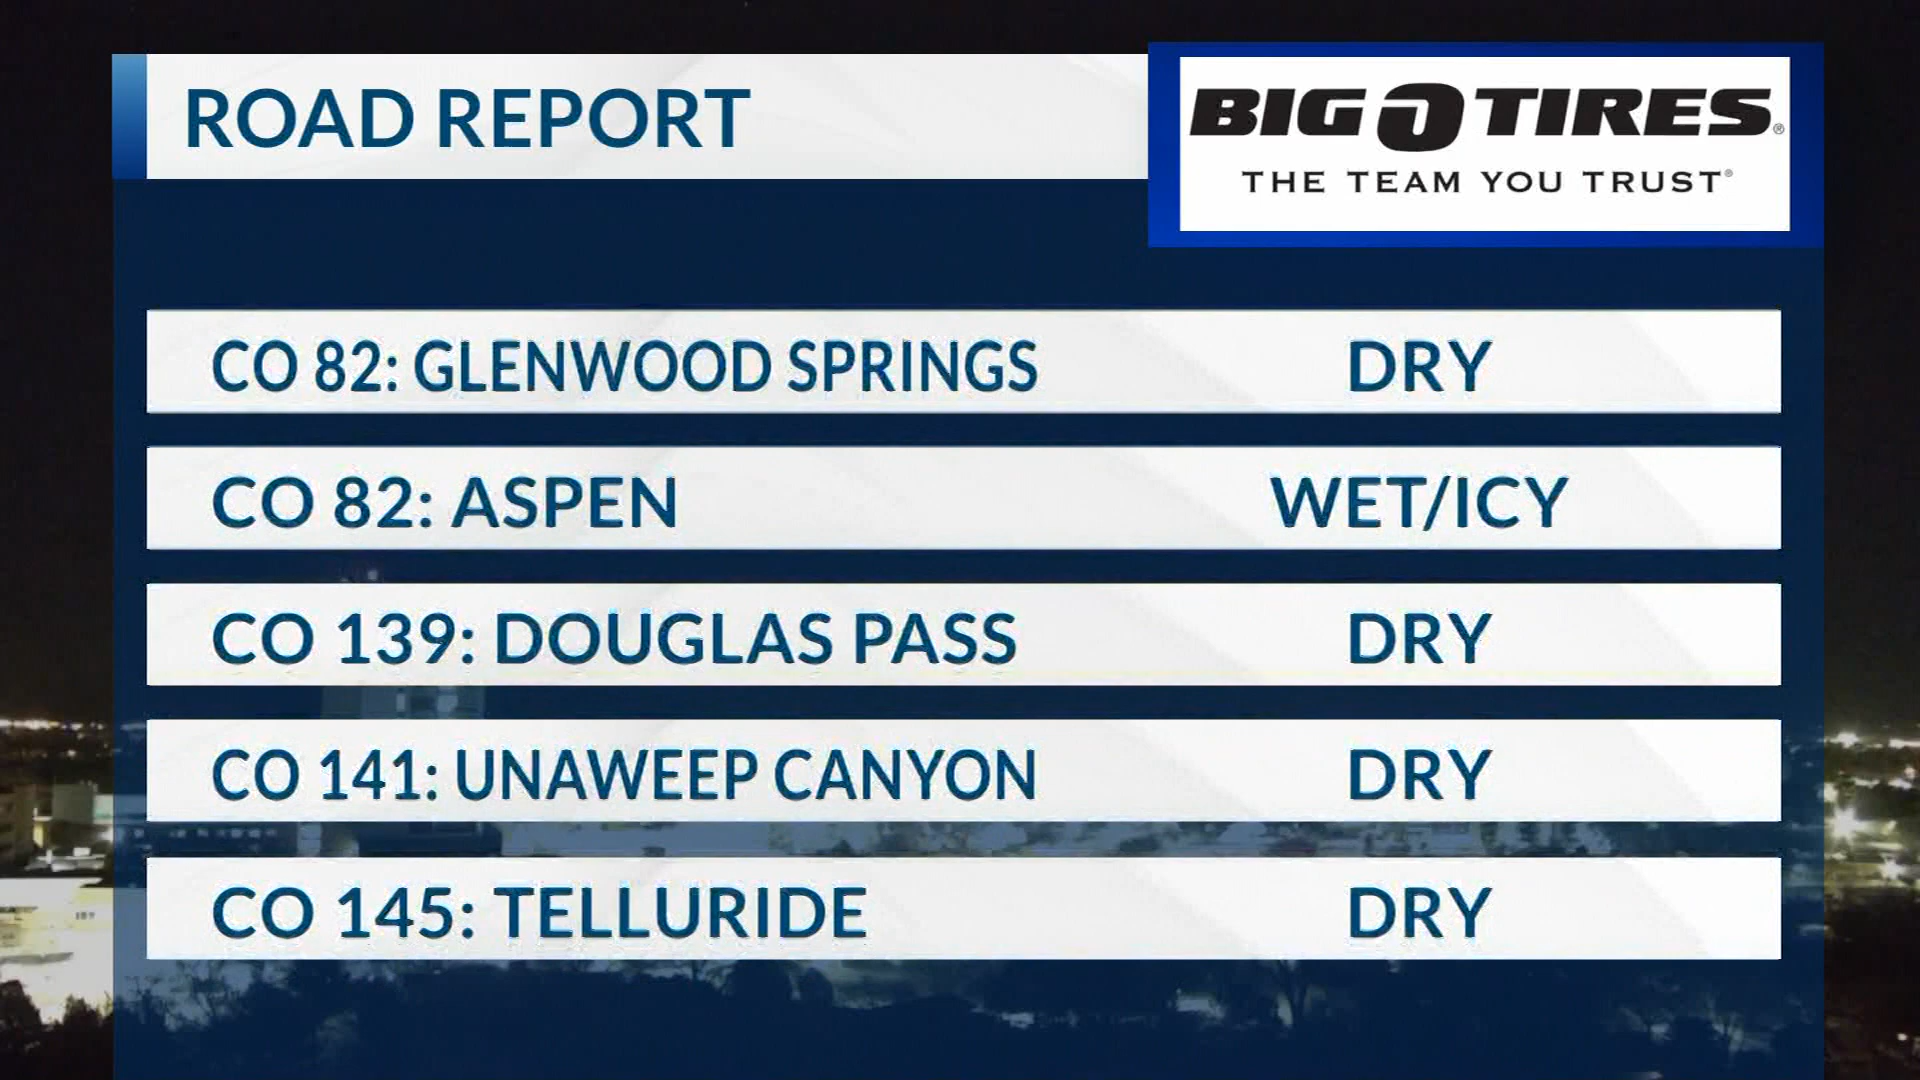 ROAD REPORT
BIG O TIRES®
THE TEAM YOU TRUST®
CO 82: GLENWOOD SPRINGS DRY
CO 82: ASPEN WET/ICY
CO 139: DOUGLAS PASS DRY
CO 141: UNAWEEP CANYON DRY
CO 145: TELLURIDE DRY